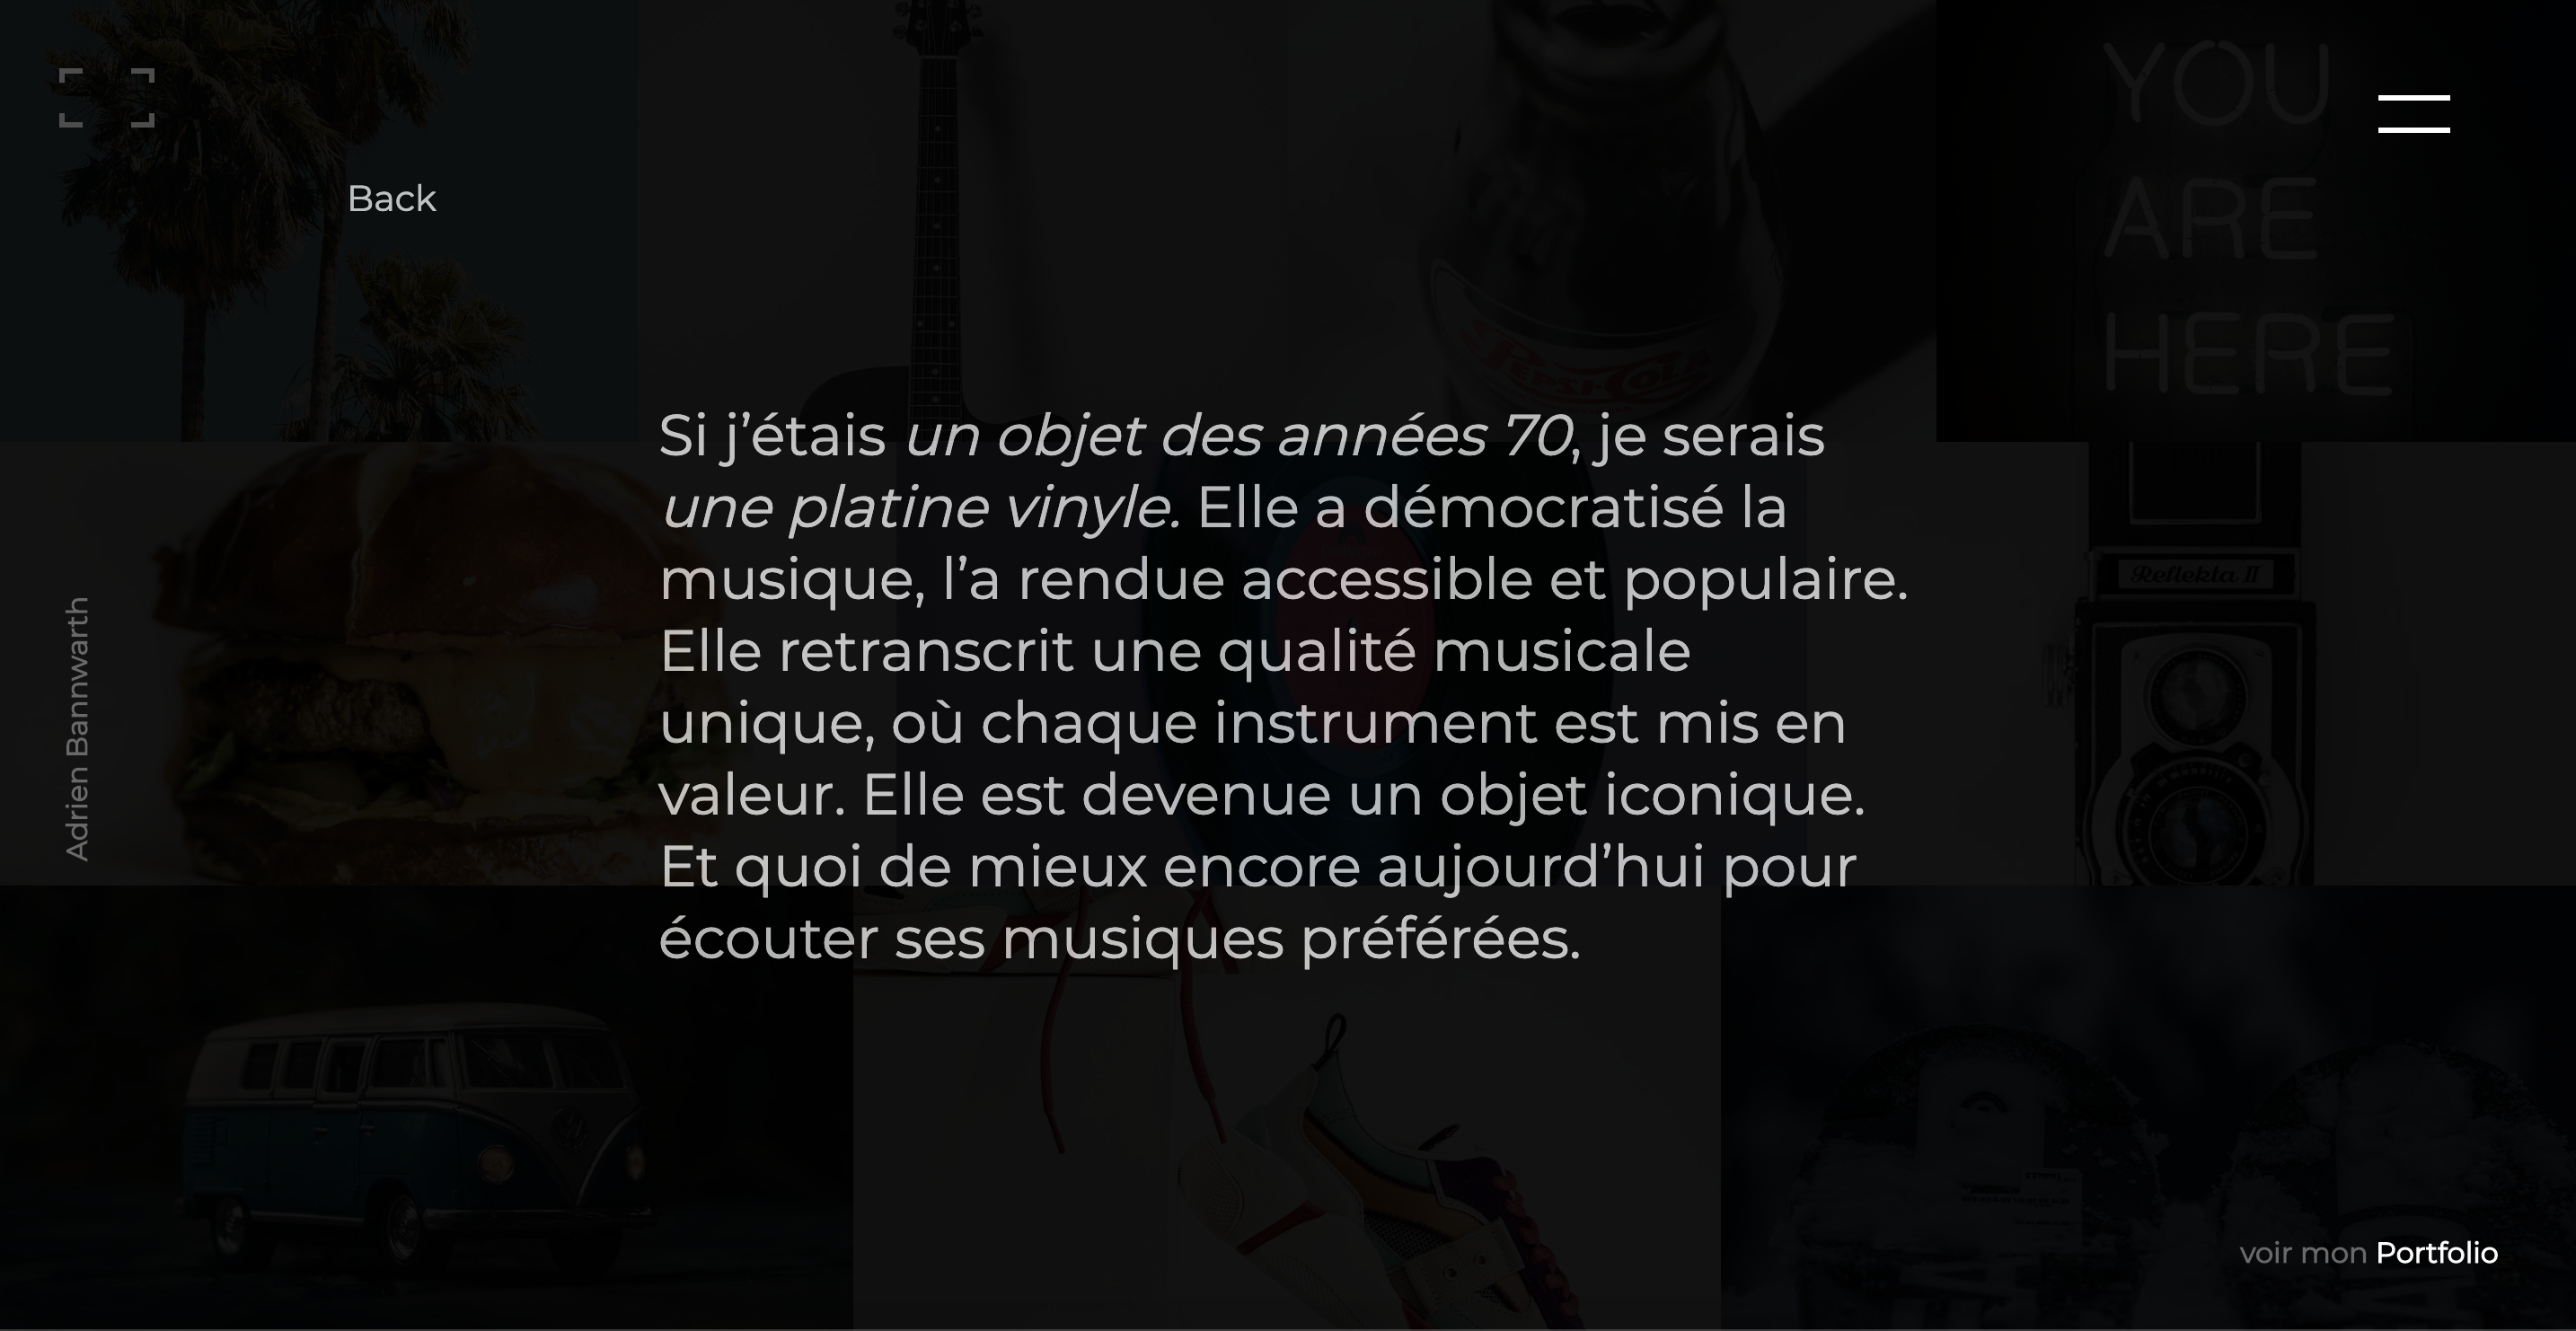 YOU
ARE
HERE
Back
PEPSI-COLA
Si j’étais un objet des années 70, je serais
une platine vinyle. Elle a démocratisé la
musique, l’a rendue accessible et populaire.
Elle retranscrit une qualité musicale
unique, où chaque instrument est mis en
valeur. Elle est devenue un objet iconique.
Et quoi de mieux encore aujourd’hui pour
écouter ses musiques préférées.
Reflekta II
Adrien Bannwarth
voir mon Portfolio